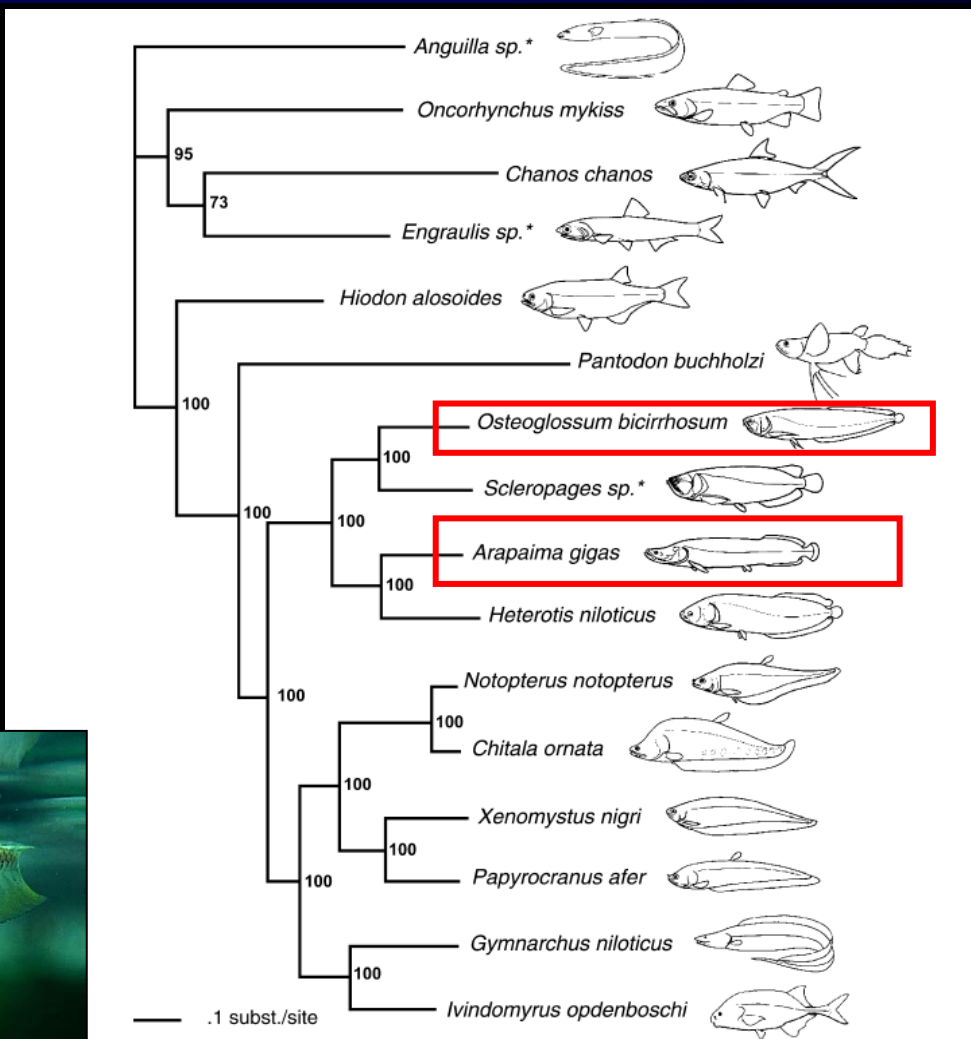 Anguilla sp.*
Oncorhynchus mykiss
95
Chanos chanos
73
Engraulis sp.*
Hiodon alosoides
100
Pantodon buchholzi
100
Osteoglossum bicirrhosum
100
Scleropages sp.*
100
Arapaima gigas
100
Heterotis niloticus
100
Notopterus notopterus
100
Chitala ornata
100
Xenomystus nigri
100
Papyrocranus afer
100
Gymnarchus niloticus
100
Ivindomyrus opdenboschi
.1 subst./site